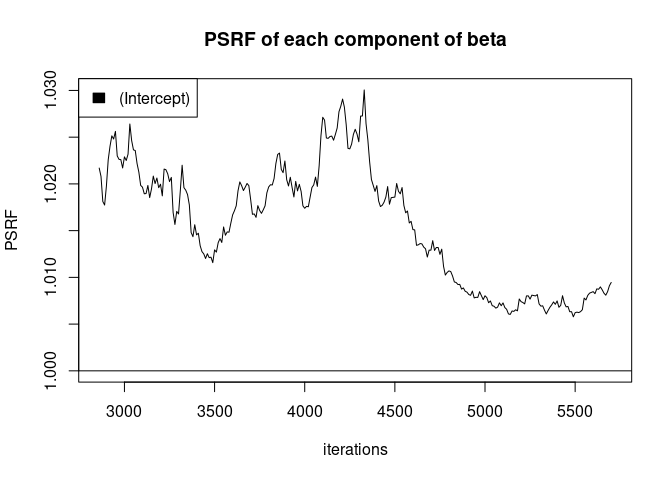 PSRF of each component of beta
(Intercept)
PSRF
1.030
1.020
1.010
1.000
3000 3500 4000 4500 5000 5500
iterations